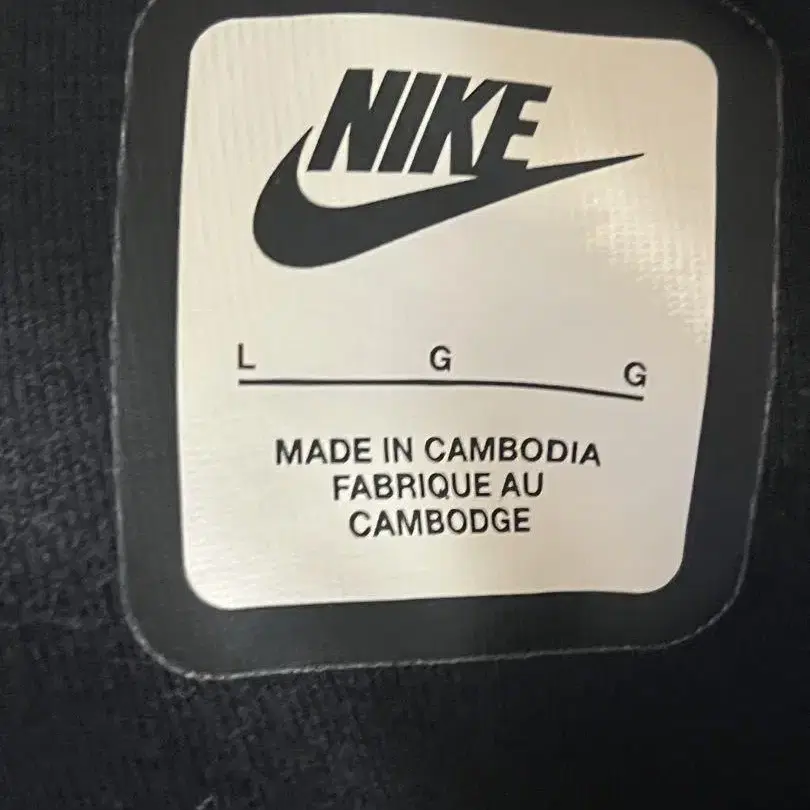 NIKE
L G G
MADE IN CAMBODIA
FABRIQUE AU
CAMBODGE